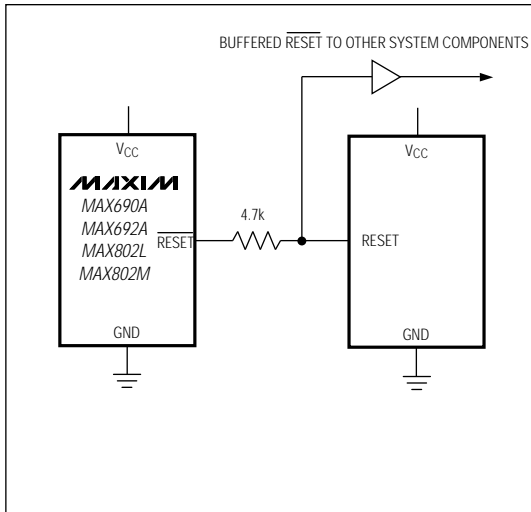 BUFFERED RESET TO OTHER SYSTEM COMPONENTS
VCC
MAXIM
MAX690A
MAX692A
MAX802L
MAX802M
RESET
GND
4.7k
VCC
RESET
GND